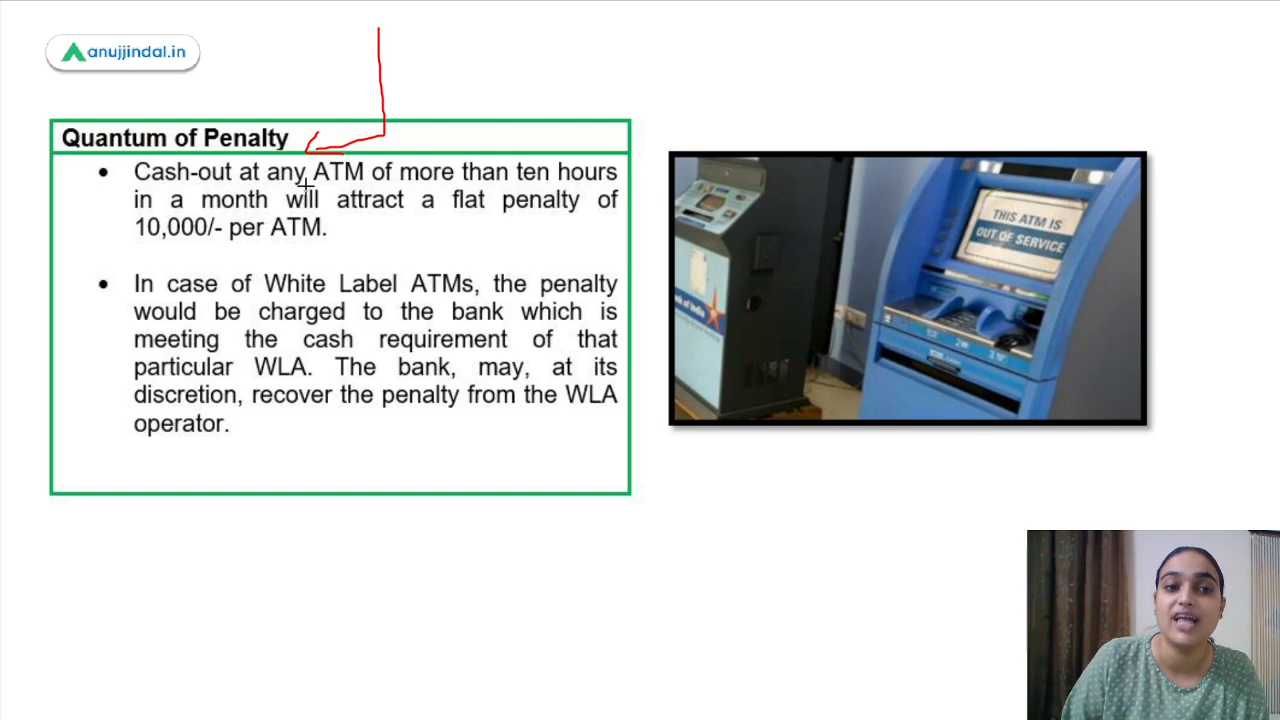 anujjindal.in
Quantum of Penalty
• Cash-out at any ATM of more than ten hours
in a month will attract a flat penalty of
10,000/- per ATM.
• In case of White Label ATMs, the penalty
would be charged to the bank which is
meeting the cash requirement of that
particular WLA. The bank, may, at its
discretion, recover the penalty from the WLA
operator.
THIS ATM IS
OUT OF SERVICE
of India